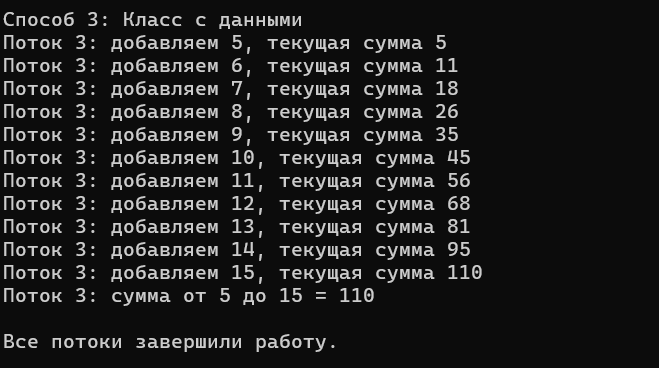 Способ 3: Класс с данными
Поток 3: добавляем 5, текущая сумма 5
Поток 3: добавляем 6, текущая сумма 11
Поток 3: добавляем 7, текущая сумма 18
Поток 3: добавляем 8, текущая сумма 26
Поток 3: добавляем 9, текущая сумма 35
Поток 3: добавляем 10, текущая сумма 45
Поток 3: добавляем 11, текущая сумма 56
Поток 3: добавляем 12, текущая сумма 68
Поток 3: добавляем 13, текущая сумма 81
Поток 3: добавляем 14, текущая сумма 95
Поток 3: добавляем 15, текущая сумма 110
Поток 3: сумма от 5 до 15 = 110
Все потоки завершили работу.